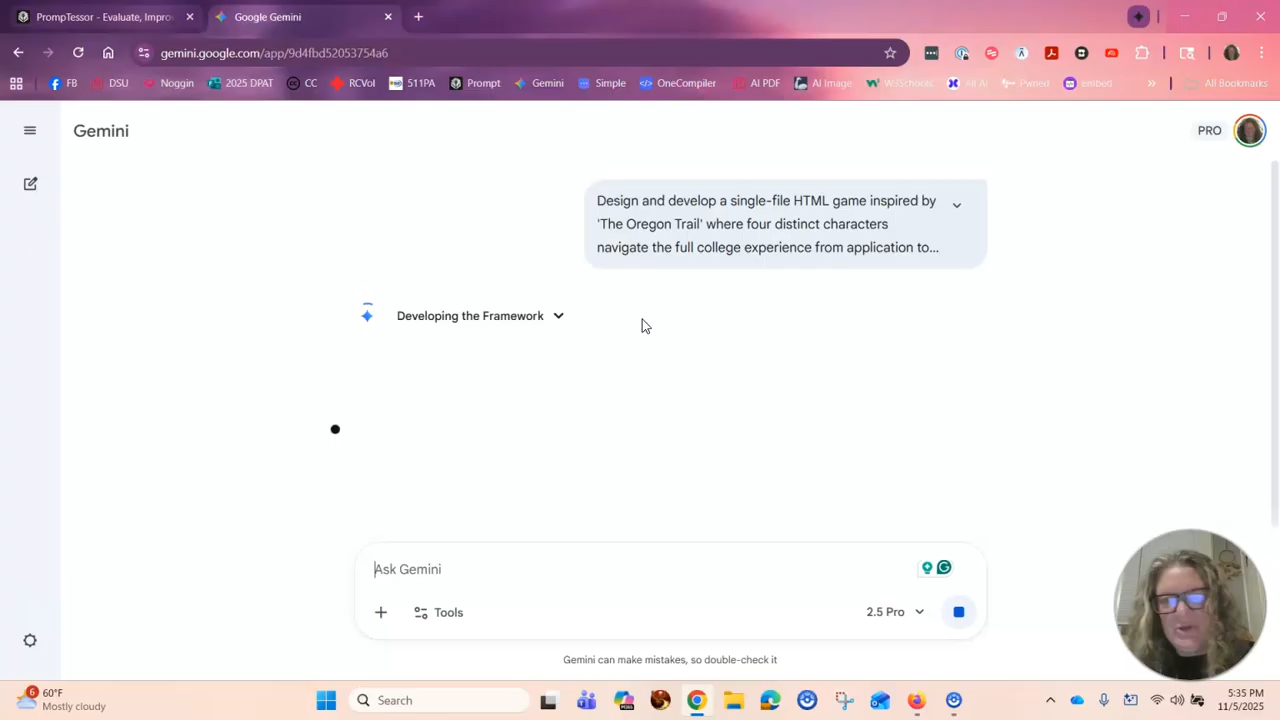 PrompTessor - Evaluate, Improv
Google Gemini
gemini.google.com/app/9d4fbd52053754a6
FB
DSU
Noggin
2025 DPAT
CC
RCVol
511PA
Prompt
Gemini
Simple
OneCompiler
AI PDF
AI Image
W3Schools
All AI
Pwned
embed
All Bookmarks
Gemini
PRO
Design and develop a single-file HTML game inspired by
'The Oregon Trail' where four distinct characters
navigate the full college experience from application to...
Developing the Framework
Ask Gemini
Tools
2.5 Pro
Gemini can make mistakes, so double-check it
6
60°F
Mostly cloudy
Search
5:35 PM
11/5/2025